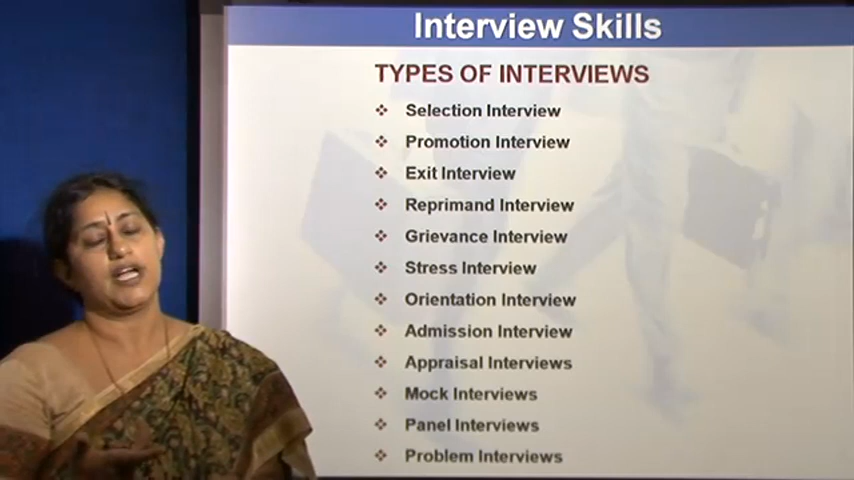 Interview Skills
TYPES OF INTERVIEWS
Selection Interview
Promotion Interview
Exit Interview
Reprimand Interview
Grievance Interview
Stress Interview
Orientation Interview
Admission Interview
Appraisal Interviews
Mock Interviews
Panel Interviews
Problem Interviews